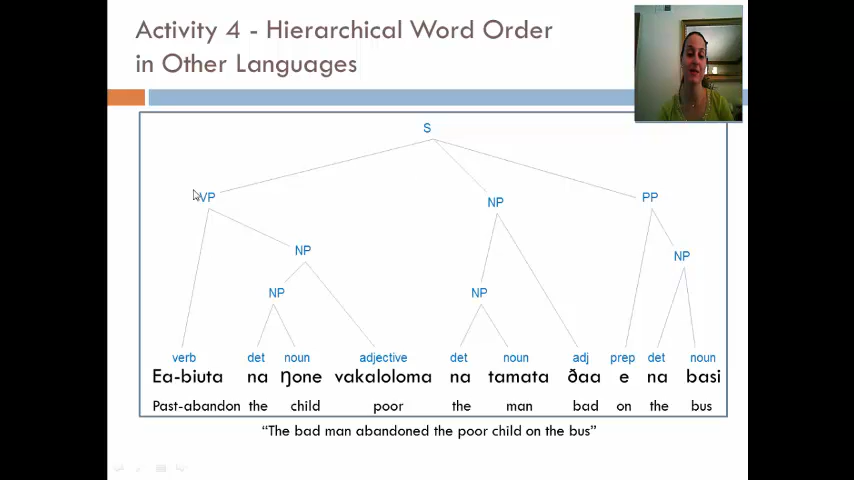 Activity 4 - Hierarchical Word Order
in Other Languages
S
VP NP PP
NP NP
NP NP
verb det noun adjective det noun adj prep det noun
Ea-biuta na ŋone vakaloloma na tamata ðaa e na basi
Past-abandon the child poor the man bad on the bus
“The bad man abandoned the poor child on the bus”